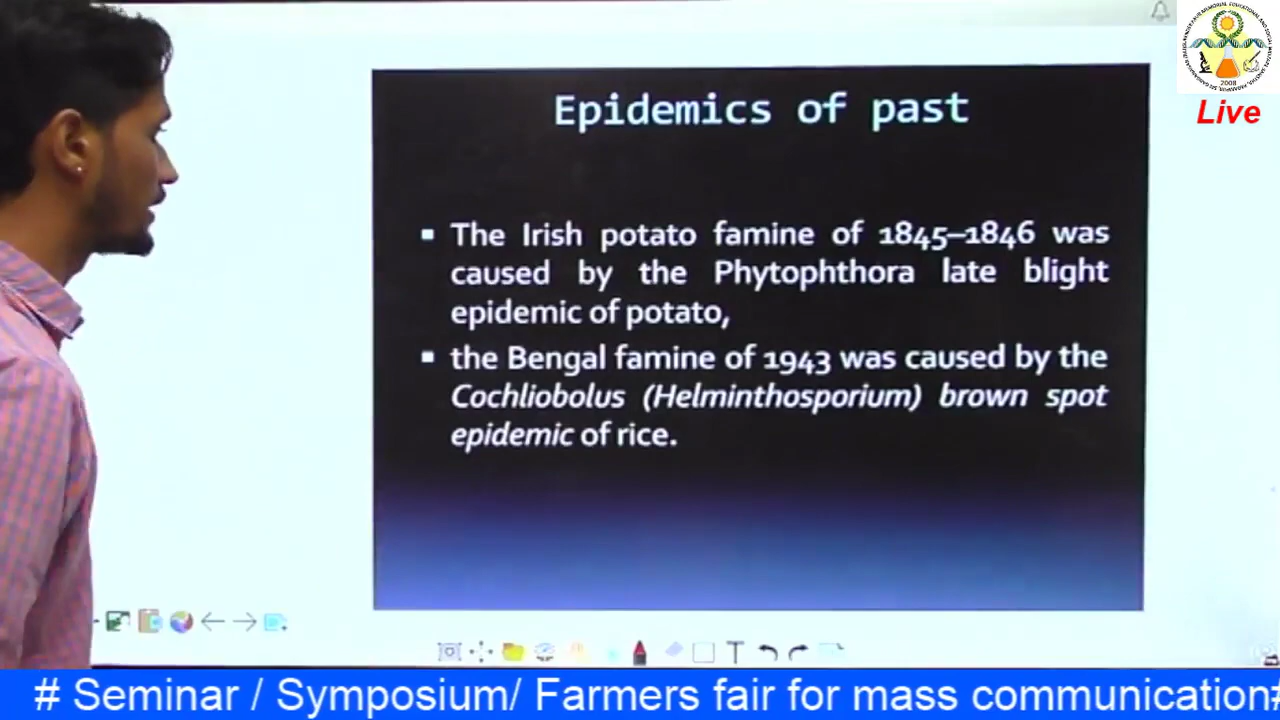 Epidemics of past
▪ The Irish potato famine of 1845–1846 was
caused by the Phytophthora late blight
epidemic of potato,
▪ the Bengal famine of 1943 was caused by the
Cochliobolus (Helminthosporium) brown spot
epidemic of rice.
2008
Live
T
# Seminar / Symposium/ Farmers fair for mass communication#